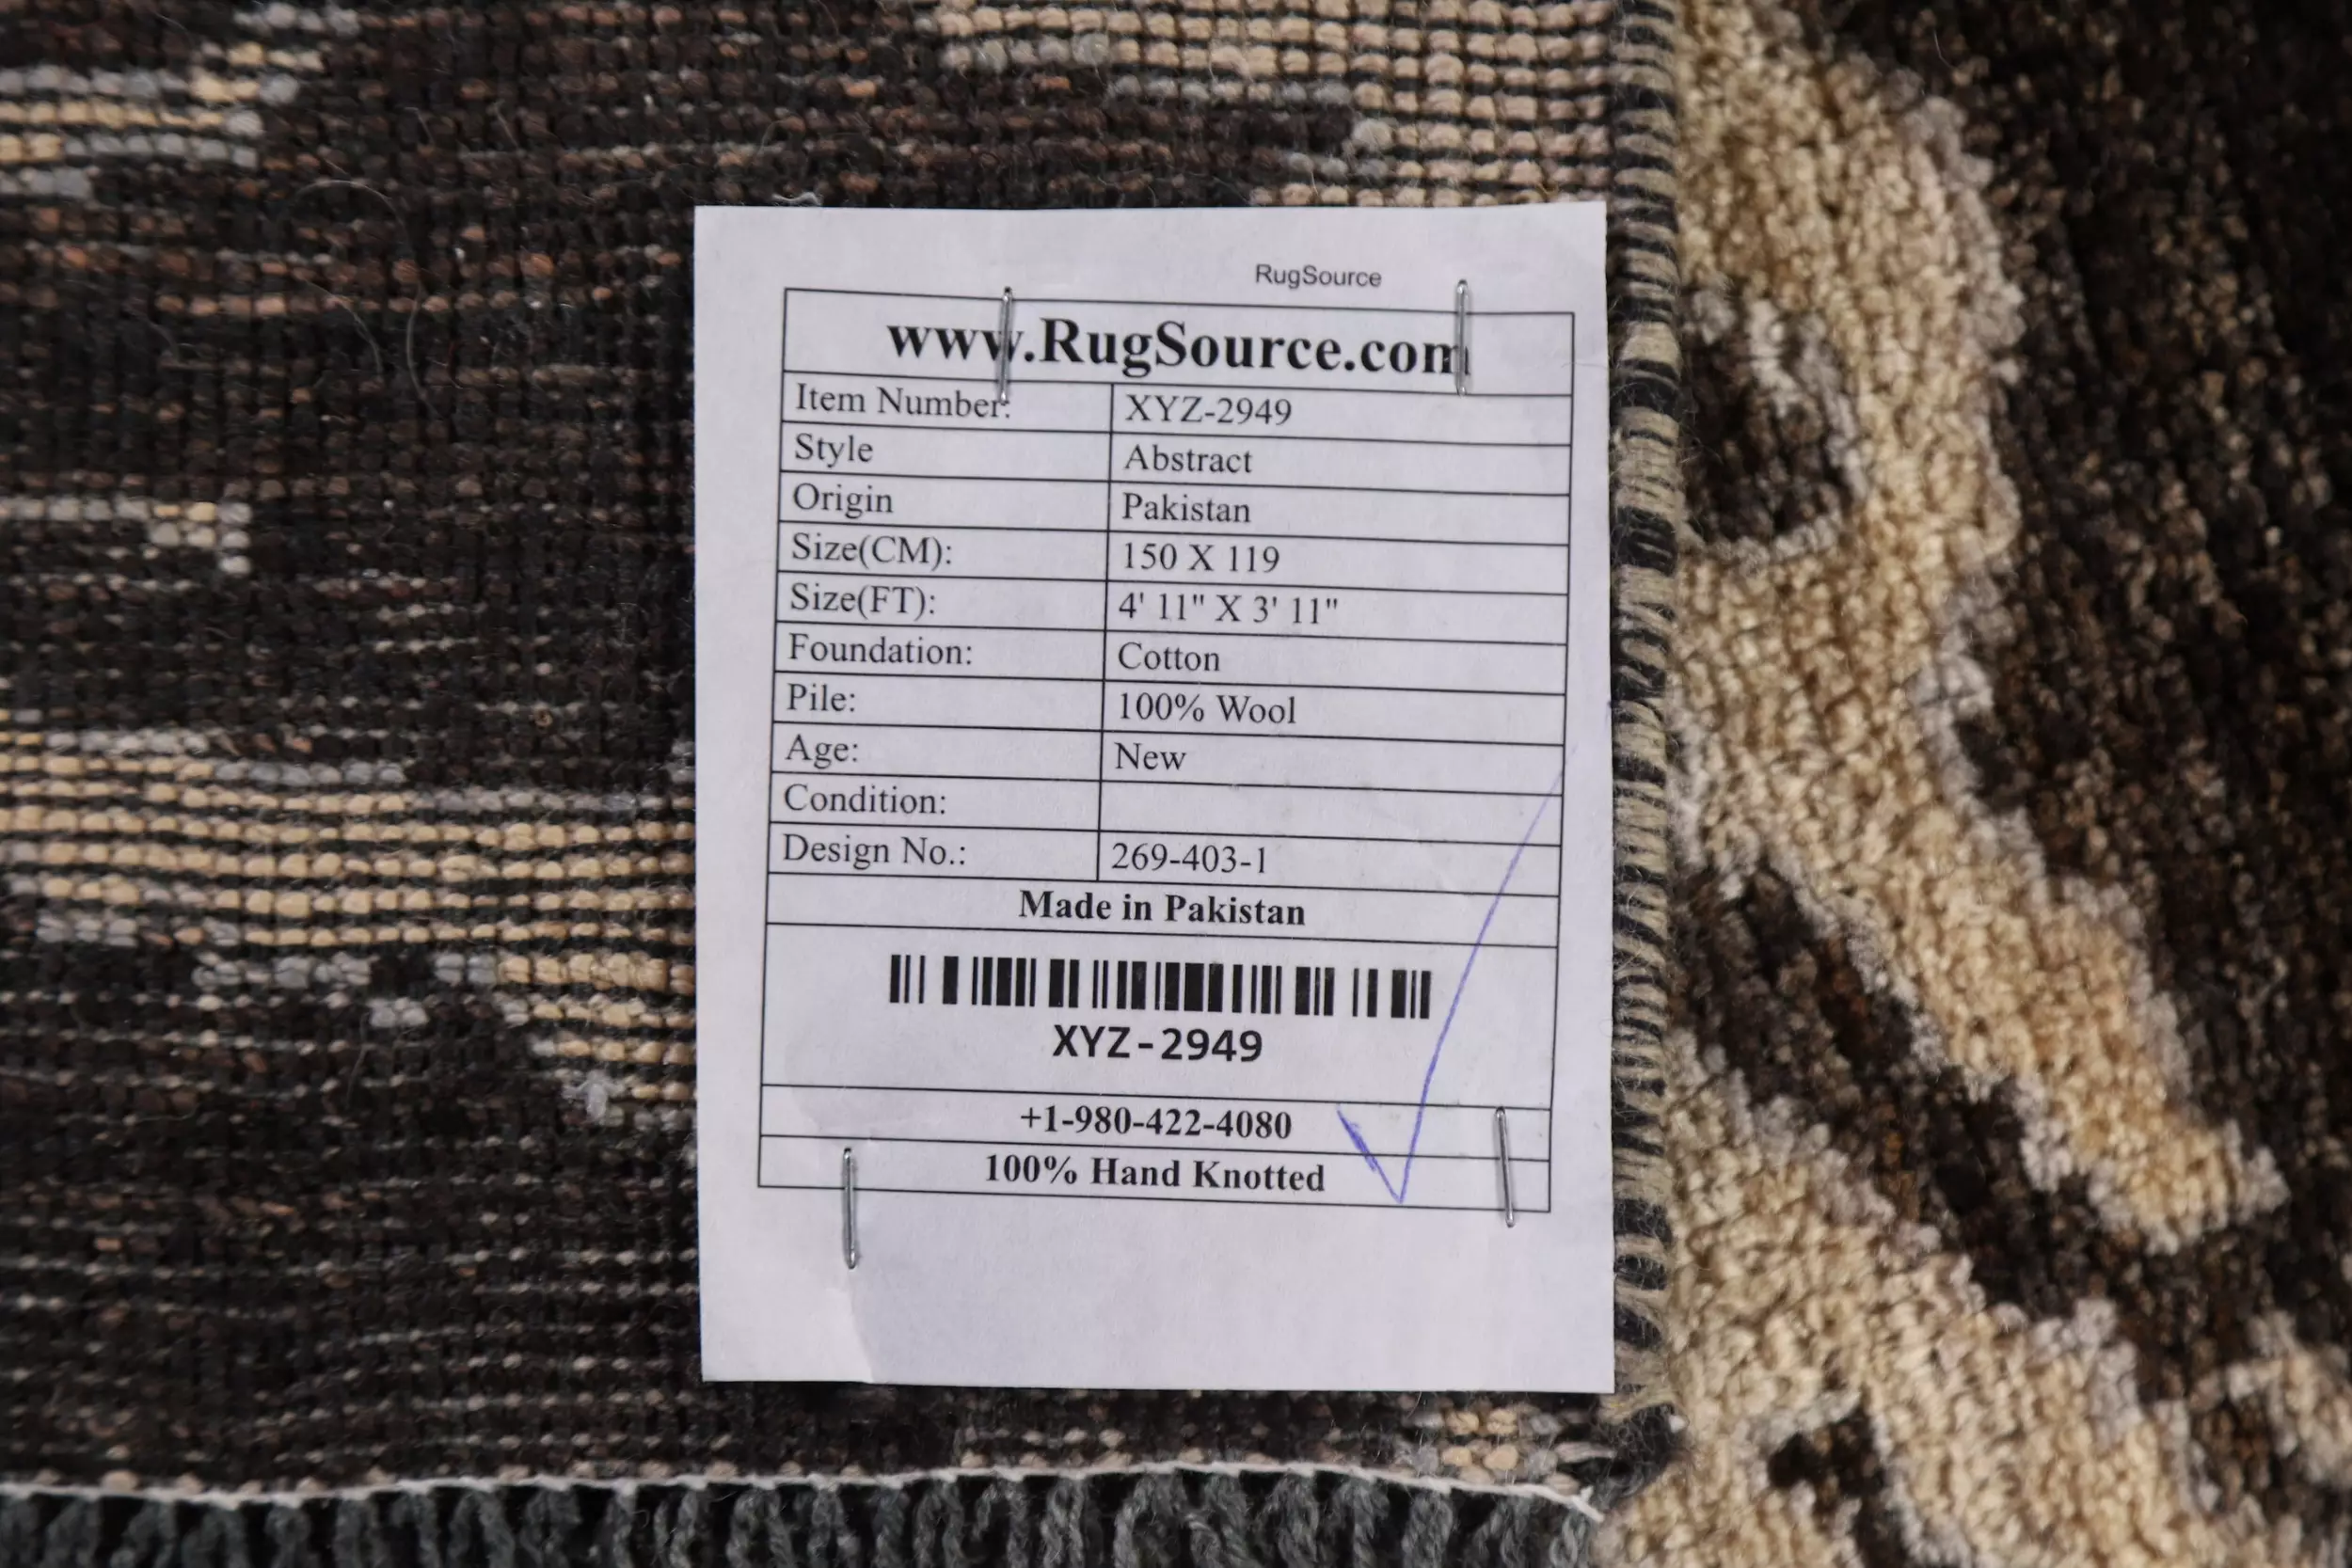 RugSource
www.RugSource.com
Item Number: XYZ-2949
Style Abstract
Origin Pakistan
Size(CM): 150 X 119
Size(FT): 4' 11" X 3' 11"
Foundation: Cotton
Pile: 100% Wool
Age: New
Condition:
Design No.: 269-403-1
Made in Pakistan
XYZ-2949
+1-980-422-4080
100% Hand Knotted